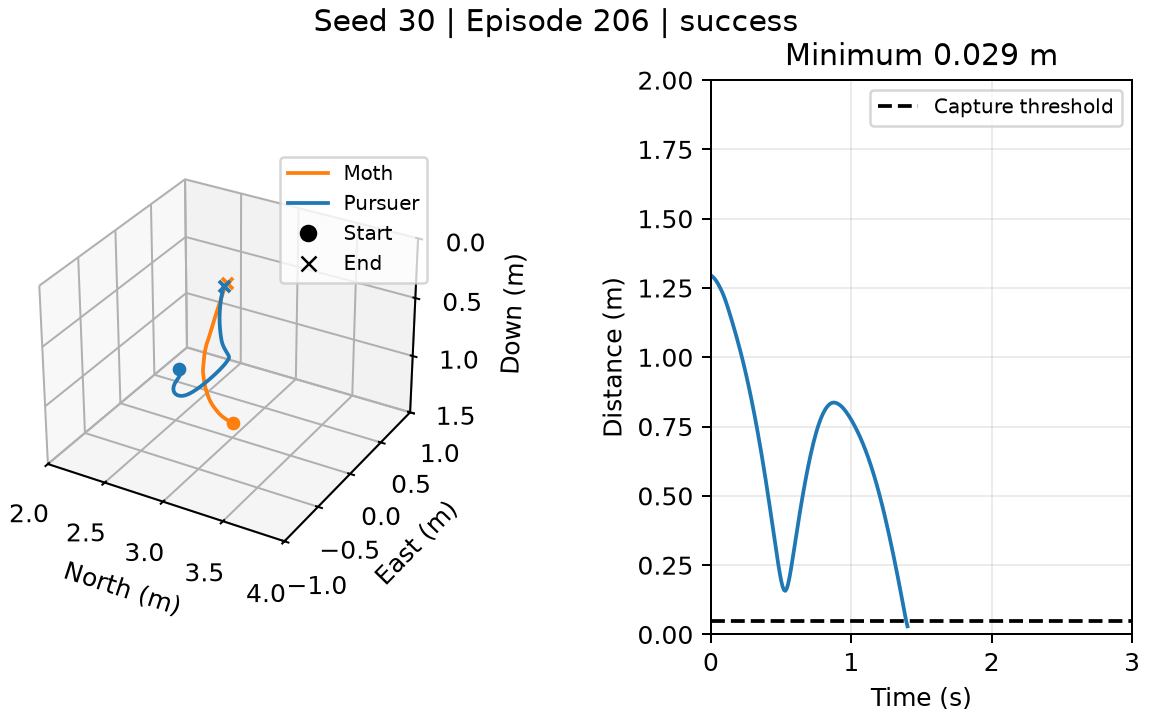 Seed 30 | Episode 206 | success
Moth
Pursuer
Start
End
0.0
0.5
1.0
1.5
Down (m)
1.0
0.5
0.0
−0.5
−1.0
East (m)
2.0
2.5
3.0
3.5
4.0
North (m)
Minimum 0.029 m
Capture threshold
2.00
1.75
1.50
1.25
1.00
0.75
0.50
0.25
0.00
Distance (m)
0 1 2 3
Time (s)